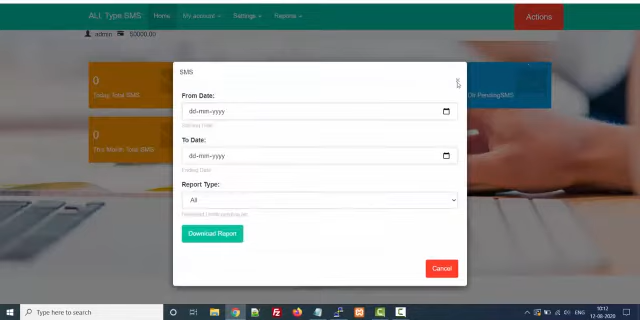 ALL Type SMS Home My account Settings Reports Actions
admin 50000.00
SMS
0
Today Total SMS
PendingSMS
From Date:
dd-mm-yyyy
To Date:
dd-mm-yyyy
Ending Date
0
This Month Total SMS
Report Type:
All
Download Report
Cancel
Type here to search
ENG
10:12
12-08-2020